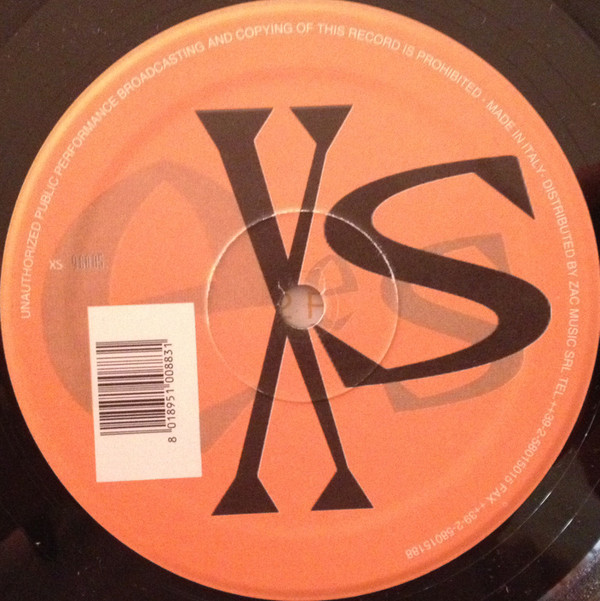 UNAUTHORIZED PUBLIC PERFORMANCE BROADCASTING AND COPYING OF THIS RECORD IS PROHIBITED · MADE IN ITALY · DISTRIBUTED BY ZAC MUSIC SRL TEL ++39-2-58015015 FAX ++39-2-58015188
XS
XS
8 018951 008831